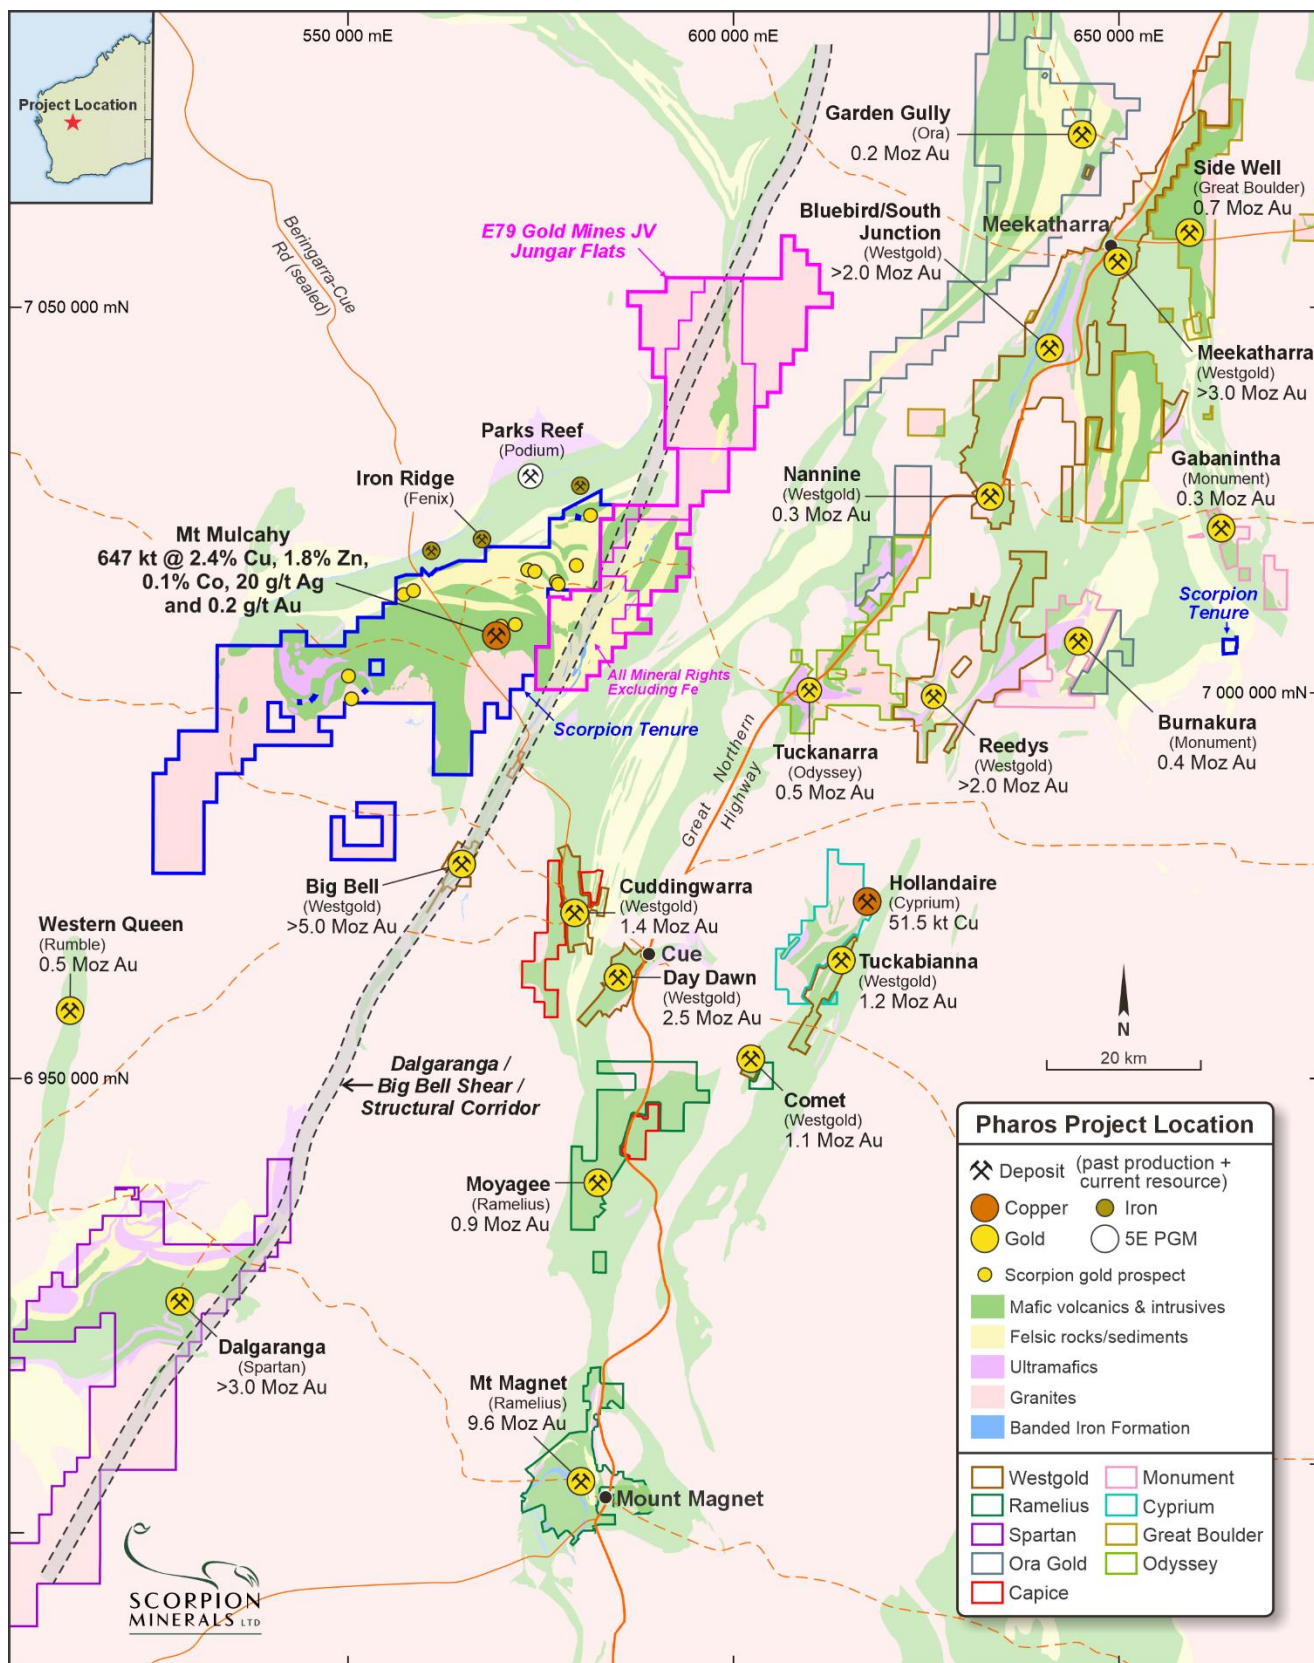 550 000 mE
600 000 mE
650 000 mE
Project Location
Garden Gully
(Ora)
0.2 Moz Au
Side Well
(Great Boulder)
0.7 Moz Au
Beringarra-Cue
Rd (sealed)
E79 Gold Mines JV
Jungar Flats
Bluebird/South
Junction
(Westgold)
>2.0 Moz Au
Meekatharra
7 050 000 mN
Meekatharra
(Westgold)
>3.0 Moz Au
Parks Reef
(Podium)
Iron Ridge
(Fenix)
Nannine
(Westgold)
0.3 Moz Au
Gabanintha
(Monument)
0.3 Moz Au
Mt Mulcahy
647 kt @ 2.4% Cu, 1.8% Zn,
0.1% Co, 20 g/t Ag
and 0.2 g/t Au
Scorpion
Tenure
All Mineral Rights
Excluding Fe
7 000 000 mN
Scorpion Tenure
Burnakura
(Monument)
0.4 Moz Au
Tuckanarra
(Odyssey)
0.5 Moz Au
Reedys
(Westgold)
>2.0 Moz Au
Great Northern
Highway
Big Bell
(Westgold)
>5.0 Moz Au
Cuddingwarra
(Westgold)
1.4 Moz Au
Hollandaire
(Cyprium)
51.5 kt Cu
Western Queen
(Rumble)
0.5 Moz Au
Cue
Day Dawn
(Westgold)
2.5 Moz Au
Tuckabianna
(Westgold)
1.2 Moz Au
N
20 km
6 950 000 mN
Dalgaranga /
Big Bell Shear /
Structural Corridor
Comet
(Westgold)
1.1 Moz Au
Moyagee
(Ramelius)
0.9 Moz Au
Dalgaranga
(Spartan)
>3.0 Moz Au
Mt Magnet
(Ramelius)
9.6 Moz Au
Mount Magnet
Pharos Project Location
Deposit (past production +
current resource)
Copper
Iron
Gold
5E PGM
Scorpion gold prospect
Mafic volcanics & intrusives
Felsic rocks/sediments
Ultramafics
Granites
Banded Iron Formation
Westgold
Monument
Ramelius
Cyprium
Spartan
Great Boulder
Ora Gold
Odyssey
Capice
SCORPION
MINERALS LTD